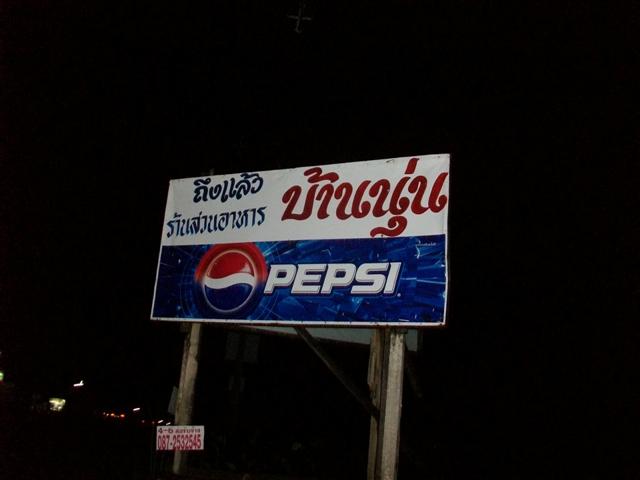 ถึงแล้ว
ร้านสวนอาหาร
บ้านนุ่น
PEPSI
087-2532545